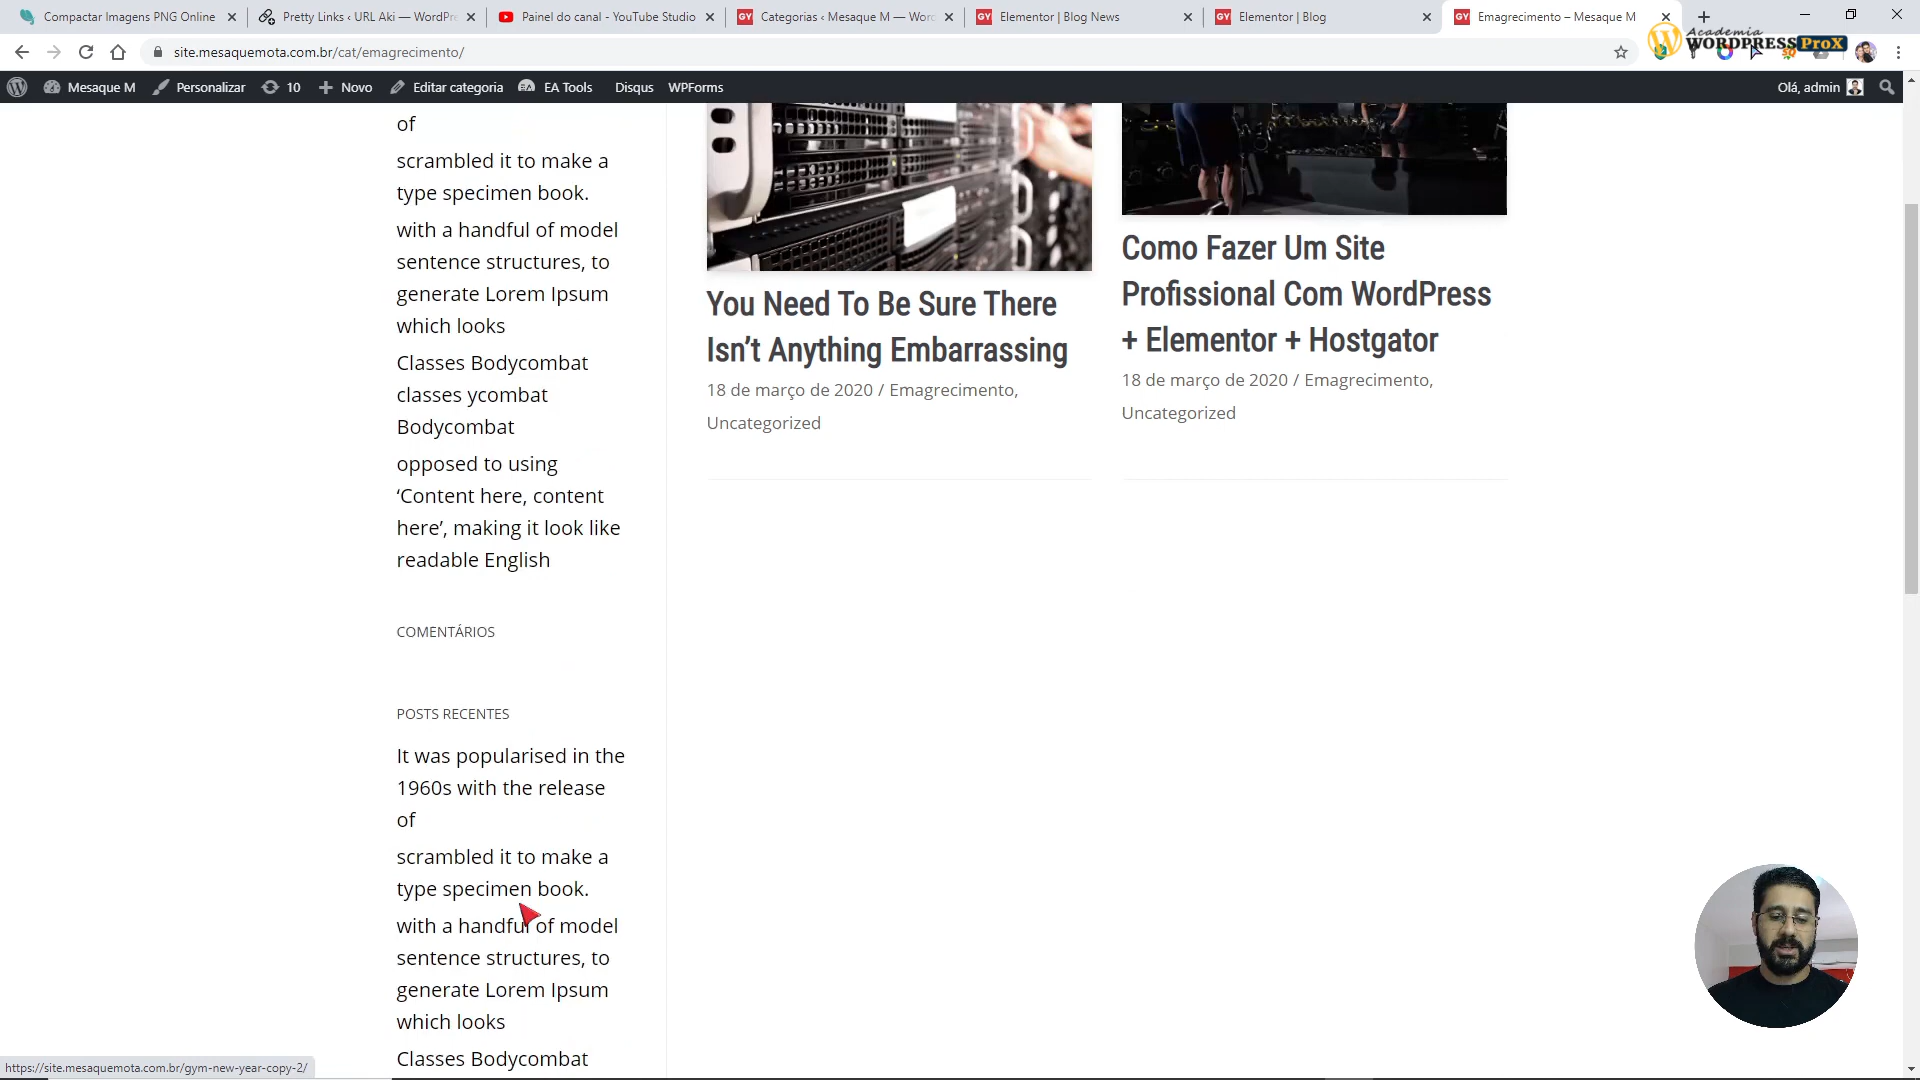 Compactar Imagens PNG Online
Pretty Links ‹ URL Aki — WordPre
Painel do canal - YouTube Studio
GY Categorias ‹ Mesaque M — Word
GY Elementor | Blog News
GY Elementor | Blog
GY Emagrecimento – Mesaque M
Academia
WORDPRESS ProX
site.mesaquemota.com.br/cat/emagrecimento/
Mesaque M
Personalizar
10
Novo
Editar categoria
EA Tools
Disqus
WPForms
Olá, admin
of
scrambled it to make a
type specimen book.
with a handful of model
sentence structures, to
generate Lorem Ipsum
which looks
Classes Bodycombat
classes ycombat
Bodycombat
opposed to using
‘Content here, content
here’, making it look like
readable English
COMENTÁRIOS
POSTS RECENTES
It was popularised in the
1960s with the release
of
scrambled it to make a
type specimen book.
with a handful of model
sentence structures, to
generate Lorem Ipsum
which looks
Classes Bodycombat
You Need To Be Sure There
Isn’t Anything Embarrassing
18 de março de 2020 / Emagrecimento,
Uncategorized
Como Fazer Um Site
Profissional Com WordPress
+ Elementor + Hostgator
18 de março de 2020 / Emagrecimento,
Uncategorized
https://site.mesaquemota.com.br/gym-new-year-copy-2/